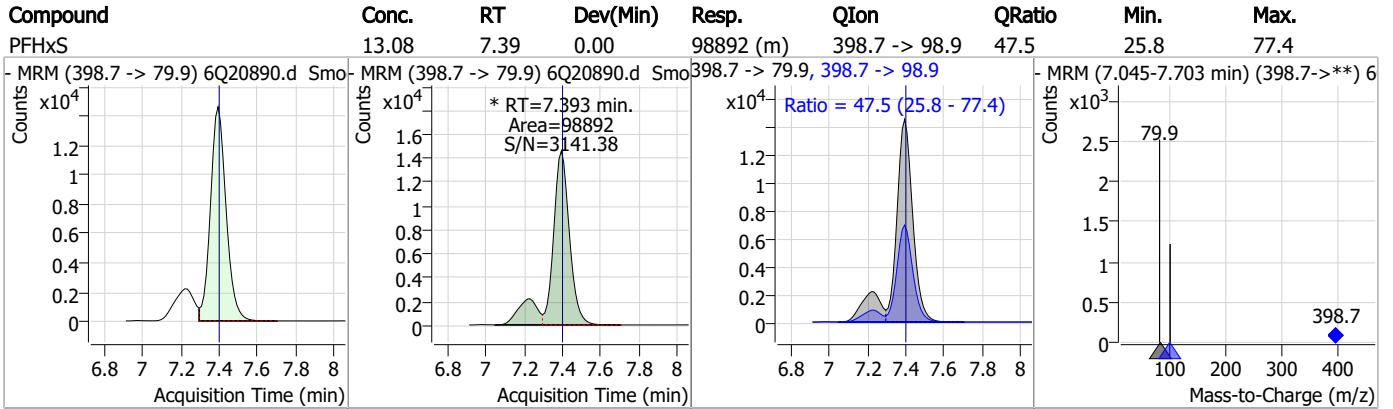 Compound Conc. RT Dev(Min) Resp. QIon QRatio Min. Max.
PFHxS 13.08 7.39 0.00 98892 (m) 398.7 -> 98.9 47.5 25.8 77.4
- MRM (398.7 -> 79.9) 6Q20890.d Smo
Counts
x10⁴
1.2
1
0.8
0.6
0.4
0.2
0
6.8 7 7.2 7.4 7.6 7.8 8
Acquisition Time (min)
- MRM (398.7 -> 79.9) 6Q20890.d Smo
Counts
x10⁴
* RT=7.393 min.
Area=98892
S/N=3141.38
1.6
1.4
1.2
1
0.8
0.6
0.4
0.2
0
6.8 7 7.2 7.4 7.6 7.8 8
Acquisition Time (min)
398.7 -> 79.9, 398.7 -> 98.9
x10⁴
Ratio = 47.5 (25.8 - 77.4)
1.2
1
0.8
0.6
0.4
0.2
0
6.8 7 7.2 7.4 7.6 7.8 8
- MRM (7.045-7.703 min) (398.7->**) 6
Counts
x10³
79.9
2.5
2
1.5
1
0.5
0
398.7
100 200 300 400
Mass-to-Charge (m/z)